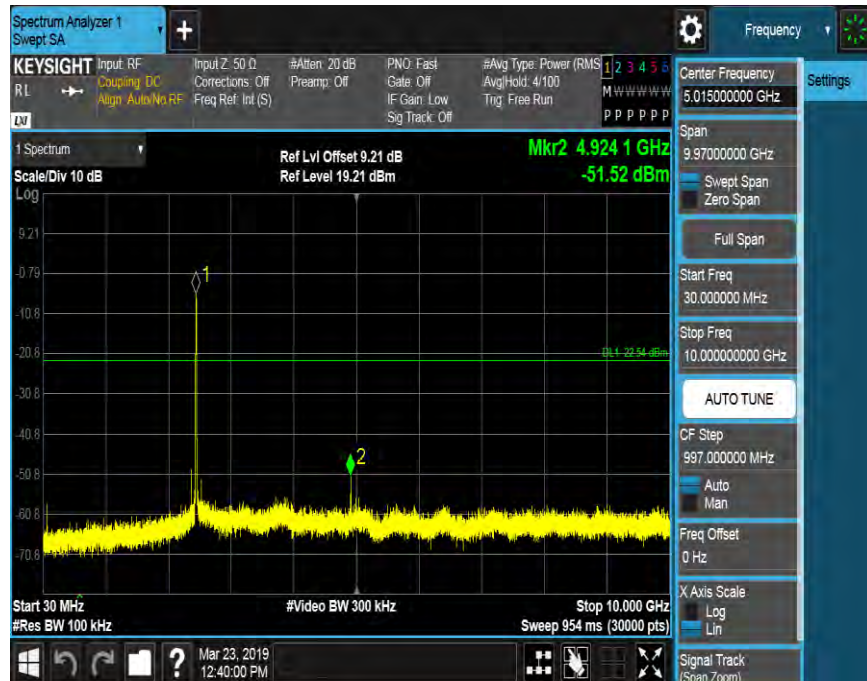 Spectrum Analyzer 1
Swept SA
+
Frequency
KEYSIGHT
RL
LXI
Input: RF
Coupling: DC
Align: Auto/No RF
Input Z: 50 Ω
Corrections: Off
Freq Ref: Int (S)
#Atten: 20 dB
Preamp: Off
PNO: Fast
Gate: Off
IF Gain: Low
Sig Track: Off
#Avg Type: Power (RMS
Avg|Hold: 4/100
Trig: Free Run
1 2 3 4 5 6
M W W W W W
P P P P P P
Center Frequency
5.015000000 GHz
Settings
1 Spectrum
Scale/Div 10 dB
Log
Ref Lvl Offset 9.21 dB
Ref Level 19.21 dBm
Mkr2 4.924 1 GHz
-51.52 dBm
Span
9.97000000 GHz
Swept Span
Zero Span
Full Span
Start Freq
30.000000 MHz
Stop Freq
10.000000000 GHz
AUTO TUNE
CF Step
997.000000 MHz
Auto
Man
Freq Offset
0 Hz
X Axis Scale
Log
Lin
Signal Track
(Span Zoom)
9.21
-0.79
-10.8
-20.8
-30.8
-40.8
-50.8
-60.8
-70.8
1
DL1 -22.54 dBm
2
Start 30 MHz
#Res BW 100 kHz
#Video BW 300 kHz
Stop 10.000 GHz
Sweep 954 ms (30000 pts)
?
Mar 23, 2019
12:40:00 PM